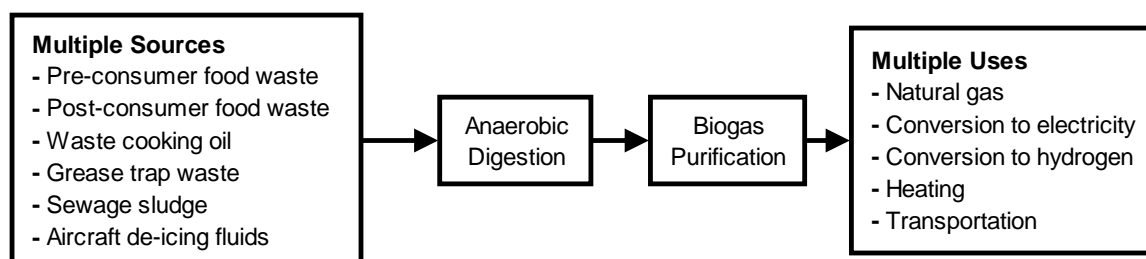 Multiple Sources
- Pre-consumer food waste
- Post-consumer food waste
- Waste cooking oil
- Grease trap waste
- Sewage sludge
- Aircraft de-icing fluids
Anaerobic
Digestion
Biogas
Purification
Multiple Uses
- Natural gas
- Conversion to electricity
- Conversion to hydrogen
- Heating
- Transportation